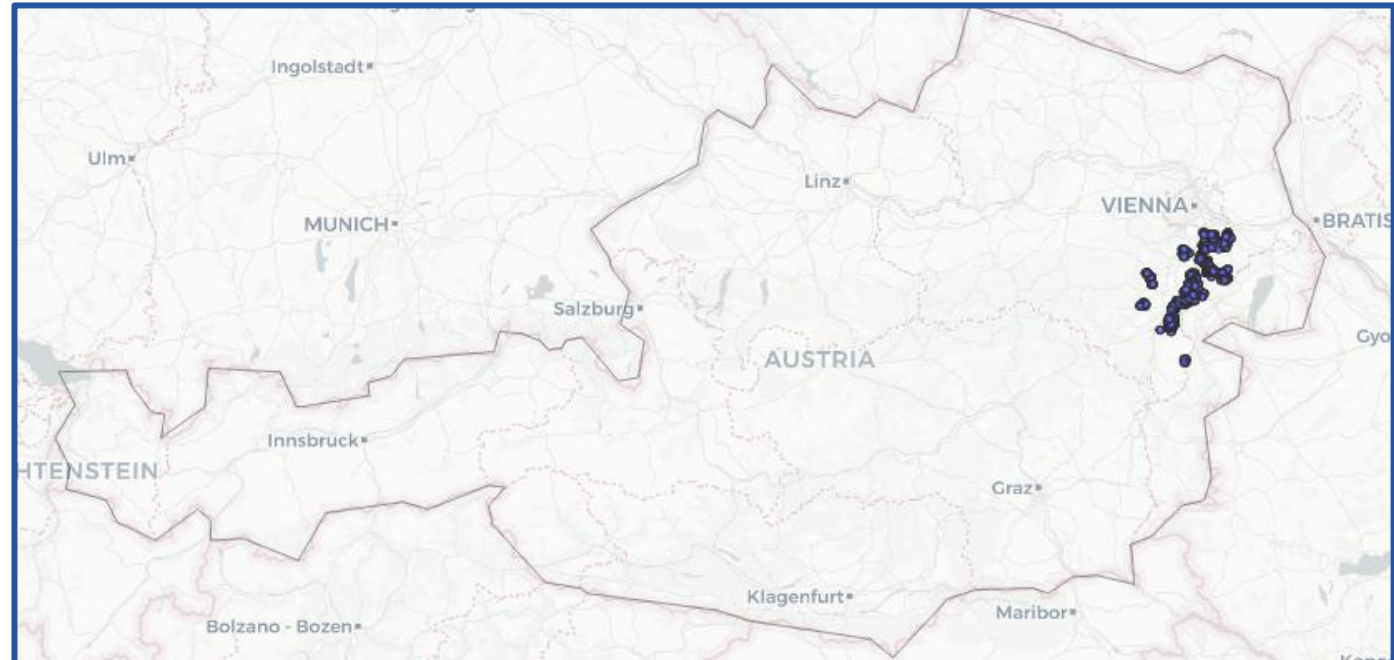 Ingolstadt
Ulm
MUNICH
Linz
VIENNA
BRATIS
Salzburg
AUSTRIA
Gyo
Innsbruck
HTENSTEIN
Graz
Klagenfurt
Maribor
Bolzano - Bozen